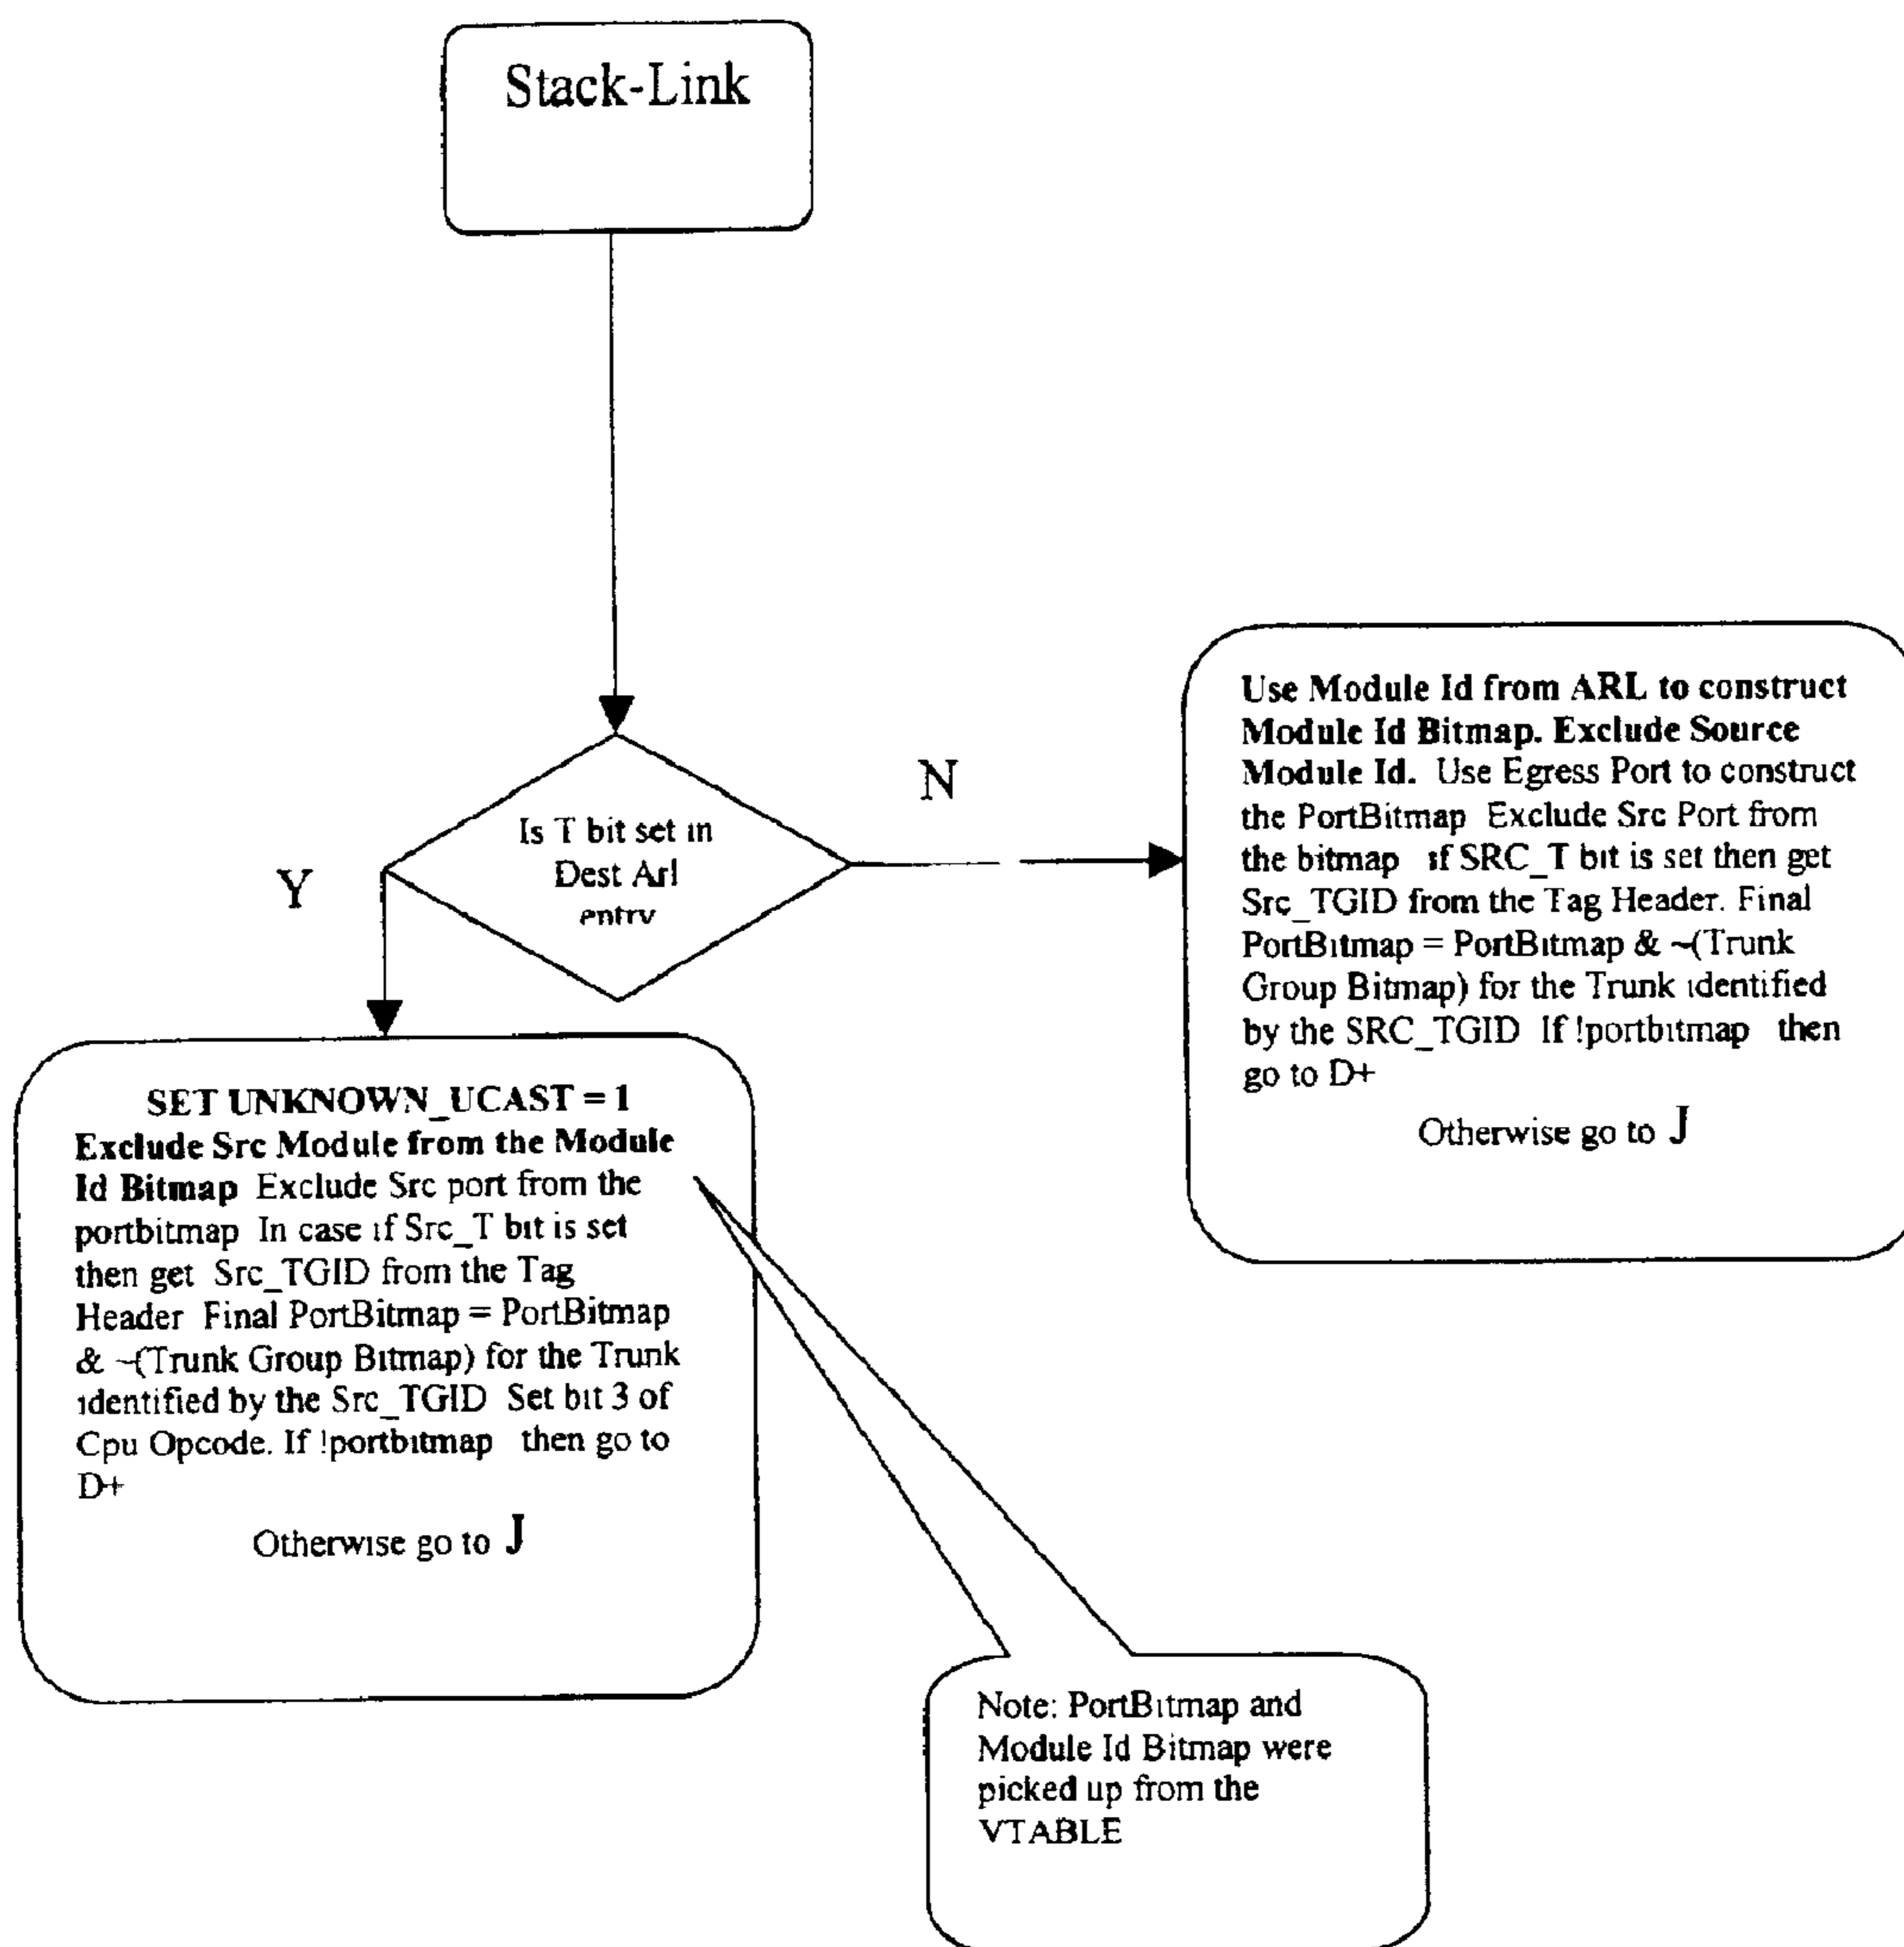 Stack-Link
Is T bit set in
Dest Arl
entry
Y
N
Use Module Id from ARL to construct
Module Id Bitmap. Exclude Source
Module Id. Use Egress Port to construct
the PortBitmap Exclude Src Port from
the bitmap if SRC_T bit is set then get
Src_TGID from the Tag Header. Final
PortBitmap = PortBitmap & ~(Trunk
Group Bitmap) for the Trunk identified
by the SRC_TGID If !portbitmap then
go to D+
Otherwise go to J
SET UNKNOWN_UCAST = 1
Exclude Src Module from the Module
Id Bitmap Exclude Src port from the
portbitmap In case if Src_T bit is set
then get Src_TGID from the Tag
Header Final PortBitmap = PortBitmap
& ~(Trunk Group Bitmap) for the Trunk
identified by the Src_TGID Set bit 3 of
Cpu Opcode. If !portbitmap then go to
D+
Otherwise go to J
Note: PortBitmap and
Module Id Bitmap were
picked up from the
VTABLE